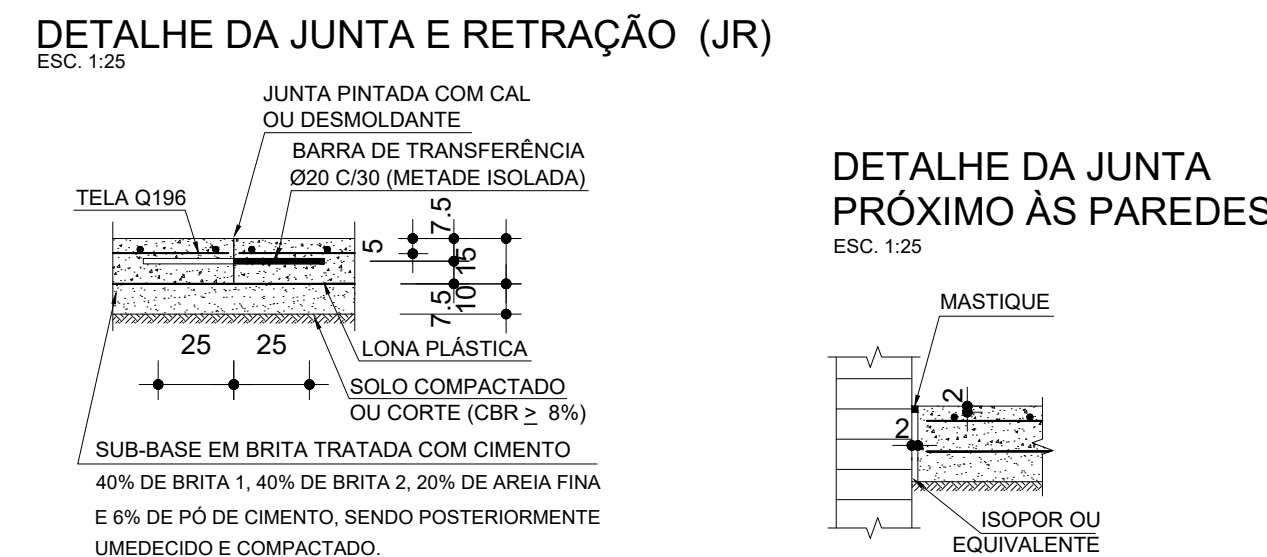 DETALHE DA JUNTA E RETRAÇÃO (JR)
ESC. 1:25
JUNTA PINTADA COM CAL
OU DESMOLDANTE
BARRA DE TRANSFERÊNCIA
Ø20 C/30 (METADE ISOLADA)
TELA Q196
5
7.5
15
7.5
10
25 25
LONA PLÁSTICA
SOLO COMPACTADO
OU CORTE (CBR ≥ 8%)
SUB-BASE EM BRITA TRATADA COM CIMENTO
40% DE BRITA 1, 40% DE BRITA 2, 20% DE AREIA FINA
E 6% DE PÓ DE CIMENTO, SENDO POSTERIORMENTE
UMEDECIDO E COMPACTADO.
DETALHE DA JUNTA
PRÓXIMO ÀS PAREDES
ESC. 1:25
MASTIQUE
2
2
ISOPOR OU
EQUIVALENTE